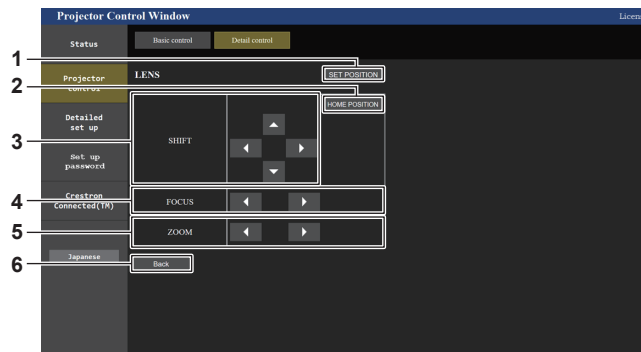 Projector Control Window
Licen
Status
Basic control
Detail control
1
Projector
control
LENS
SET POSITION
2
HOME POSITION
Detailed
set up
3
SHIFT
Set up
password
4
Crestron
Connected(TM)
FOCUS
5
ZOOM
Japanese
6
Back